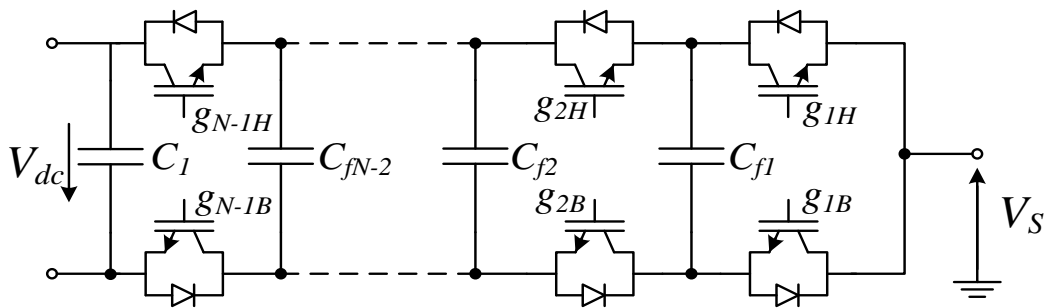 g_{N-1H}
g_{2H}
g_{1H}
V_{dc}
C_1
C_{fN-2}
C_{f2}
C_{f1}
g_{N-1B}
g_{2B}
g_{1B}
V_S